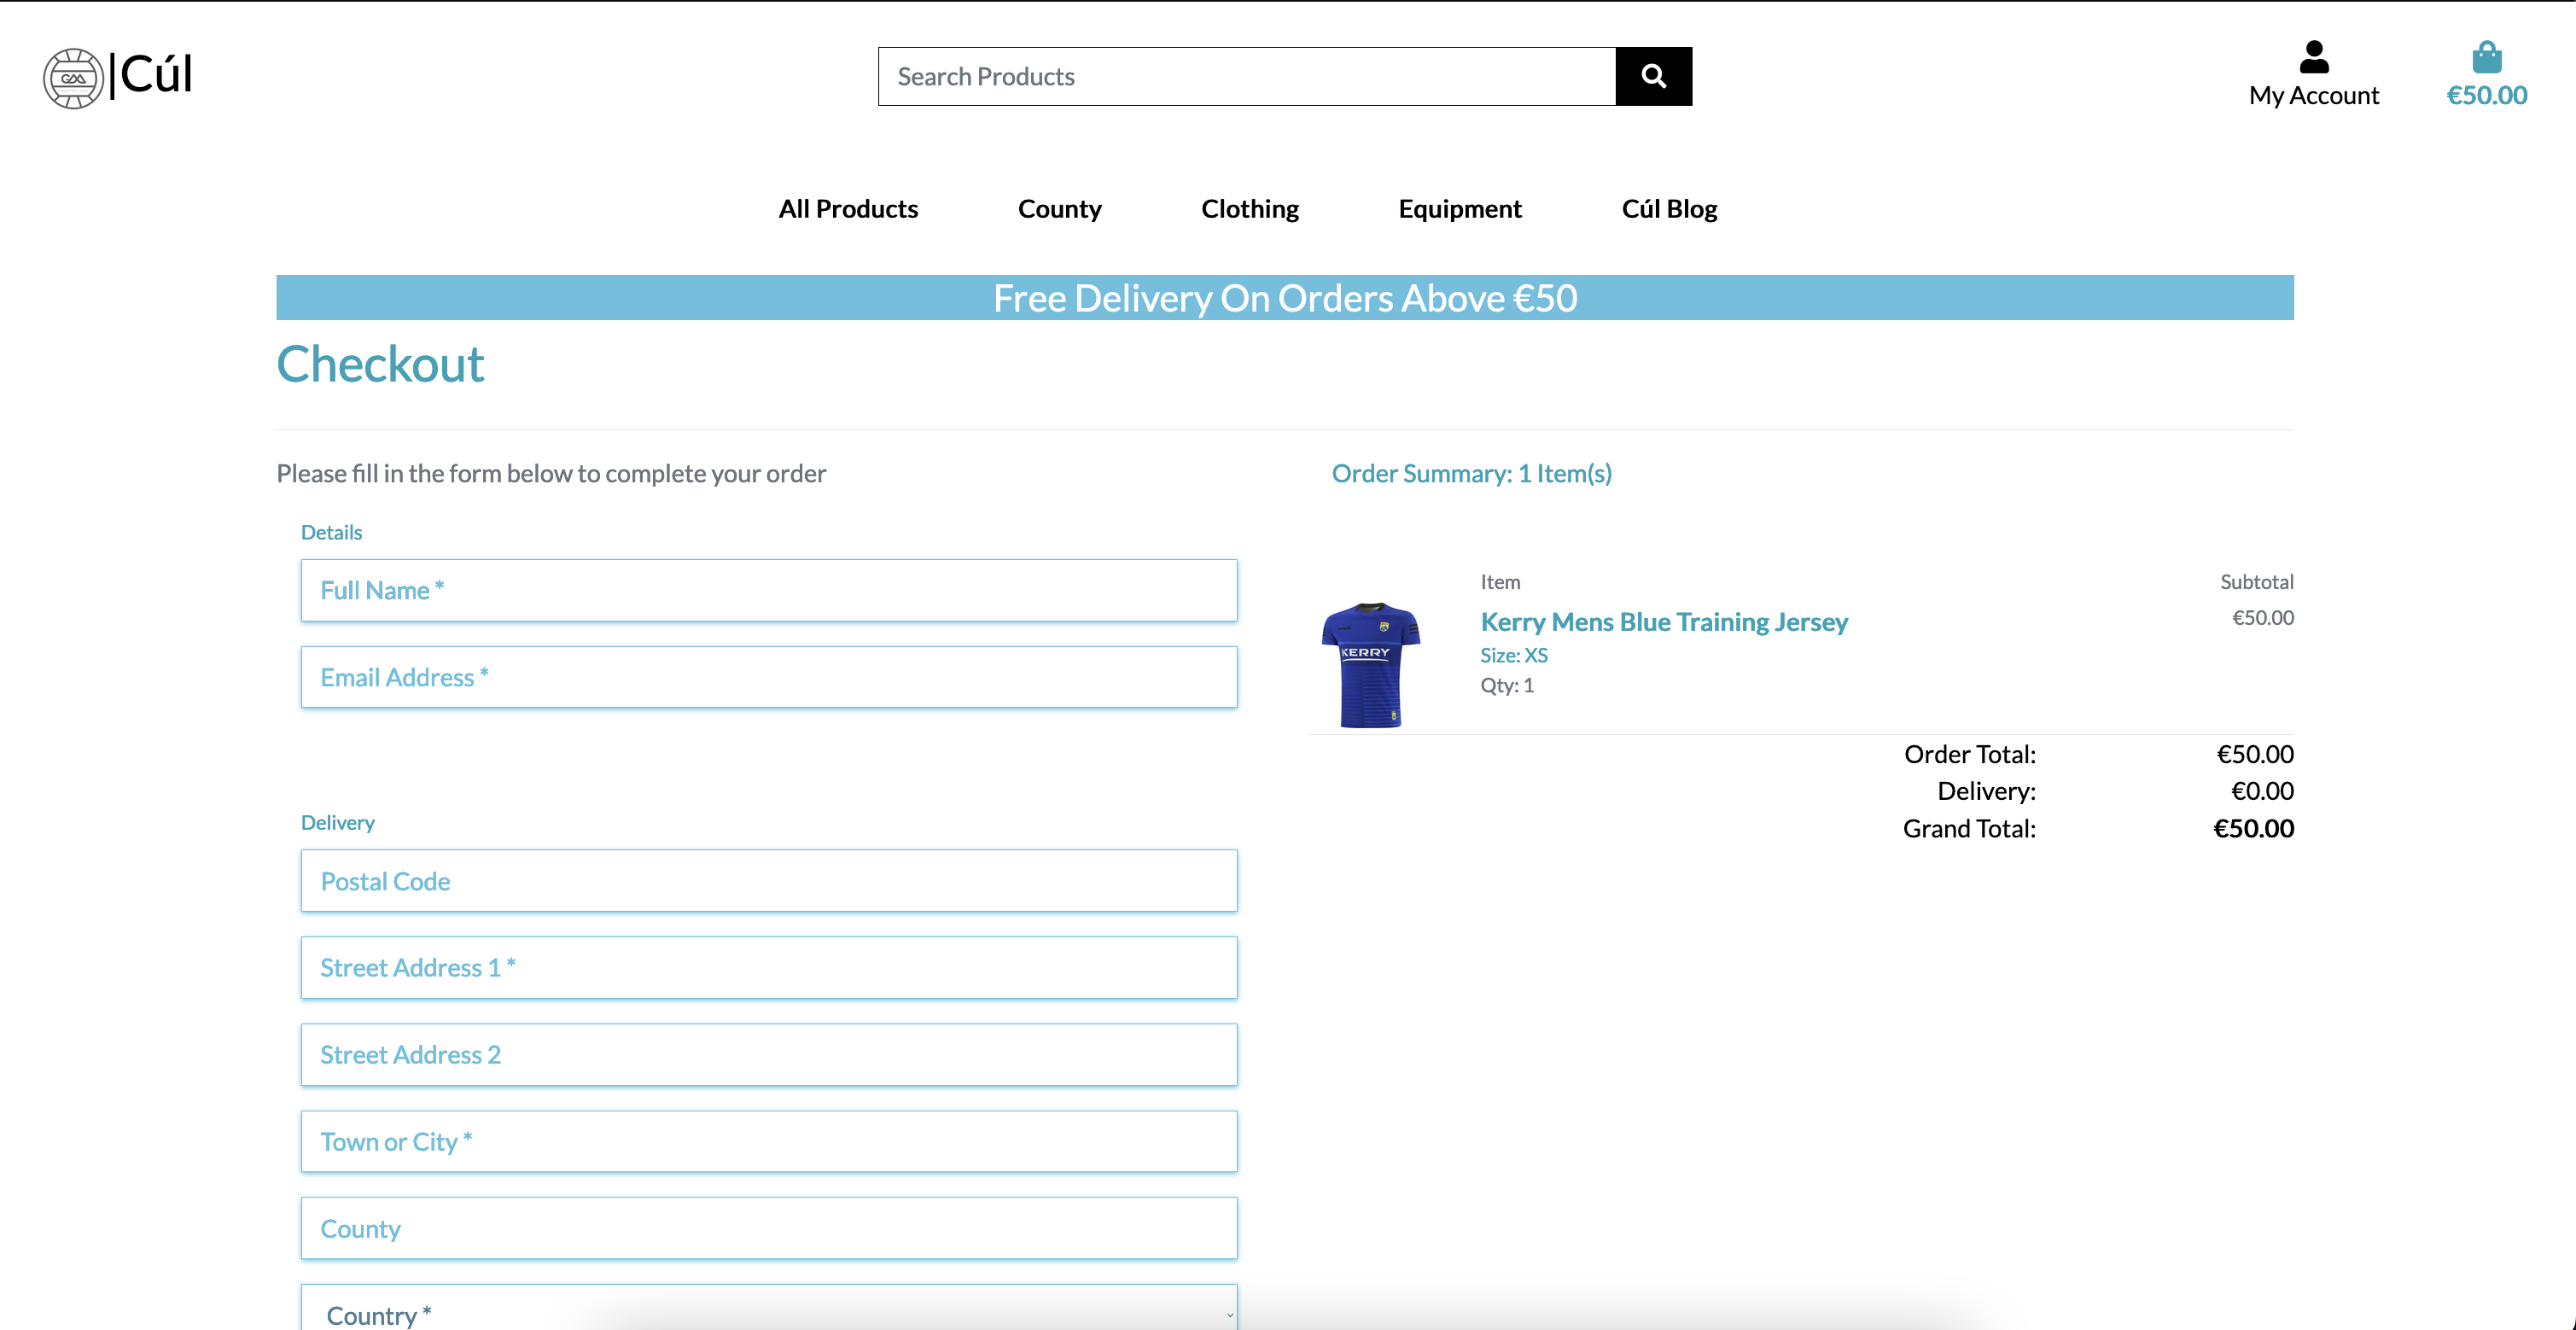 GAA
|Cúl
Search Products
My Account
€50.00
All Products
County
Clothing
Equipment
Cúl Blog
Free Delivery On Orders Above €50
Checkout
Please fill in the form below to complete your order
Details
Full Name *
Email Address *
Delivery
Postal Code
Street Address 1 *
Street Address 2
Town or City *
County
Country *
Order Summary: 1 Item(s)
Item
Subtotal
KERRY
Kerry Mens Blue Training Jersey
€50.00
Size: XS
Qty: 1
Order Total: €50.00
Delivery: €0.00
Grand Total: €50.00